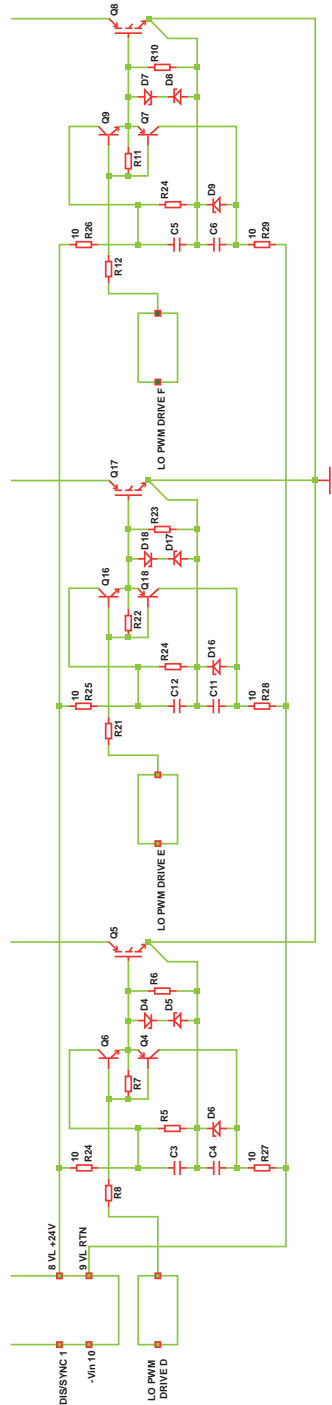 Q8
R10
D7
D8
Q9
Q7
R11
R24
D9
10
R26
C5
C6
10
R29
R12
LO PWM DRIVE F
Q17
R23
D18
D17
Q16
Q18
R22
R24
D16
10
R25
C12
C11
10
R28
R21
LO PWM DRIVE E
Q5
R6
D4
D5
Q6
Q4
R7
R5
D6
10
R24
C3
C4
10
R27
R8
8 VL +24V
9 VL RTN
DIS/SYNC 1
-Vin 10
LO PWM
DRIVE D